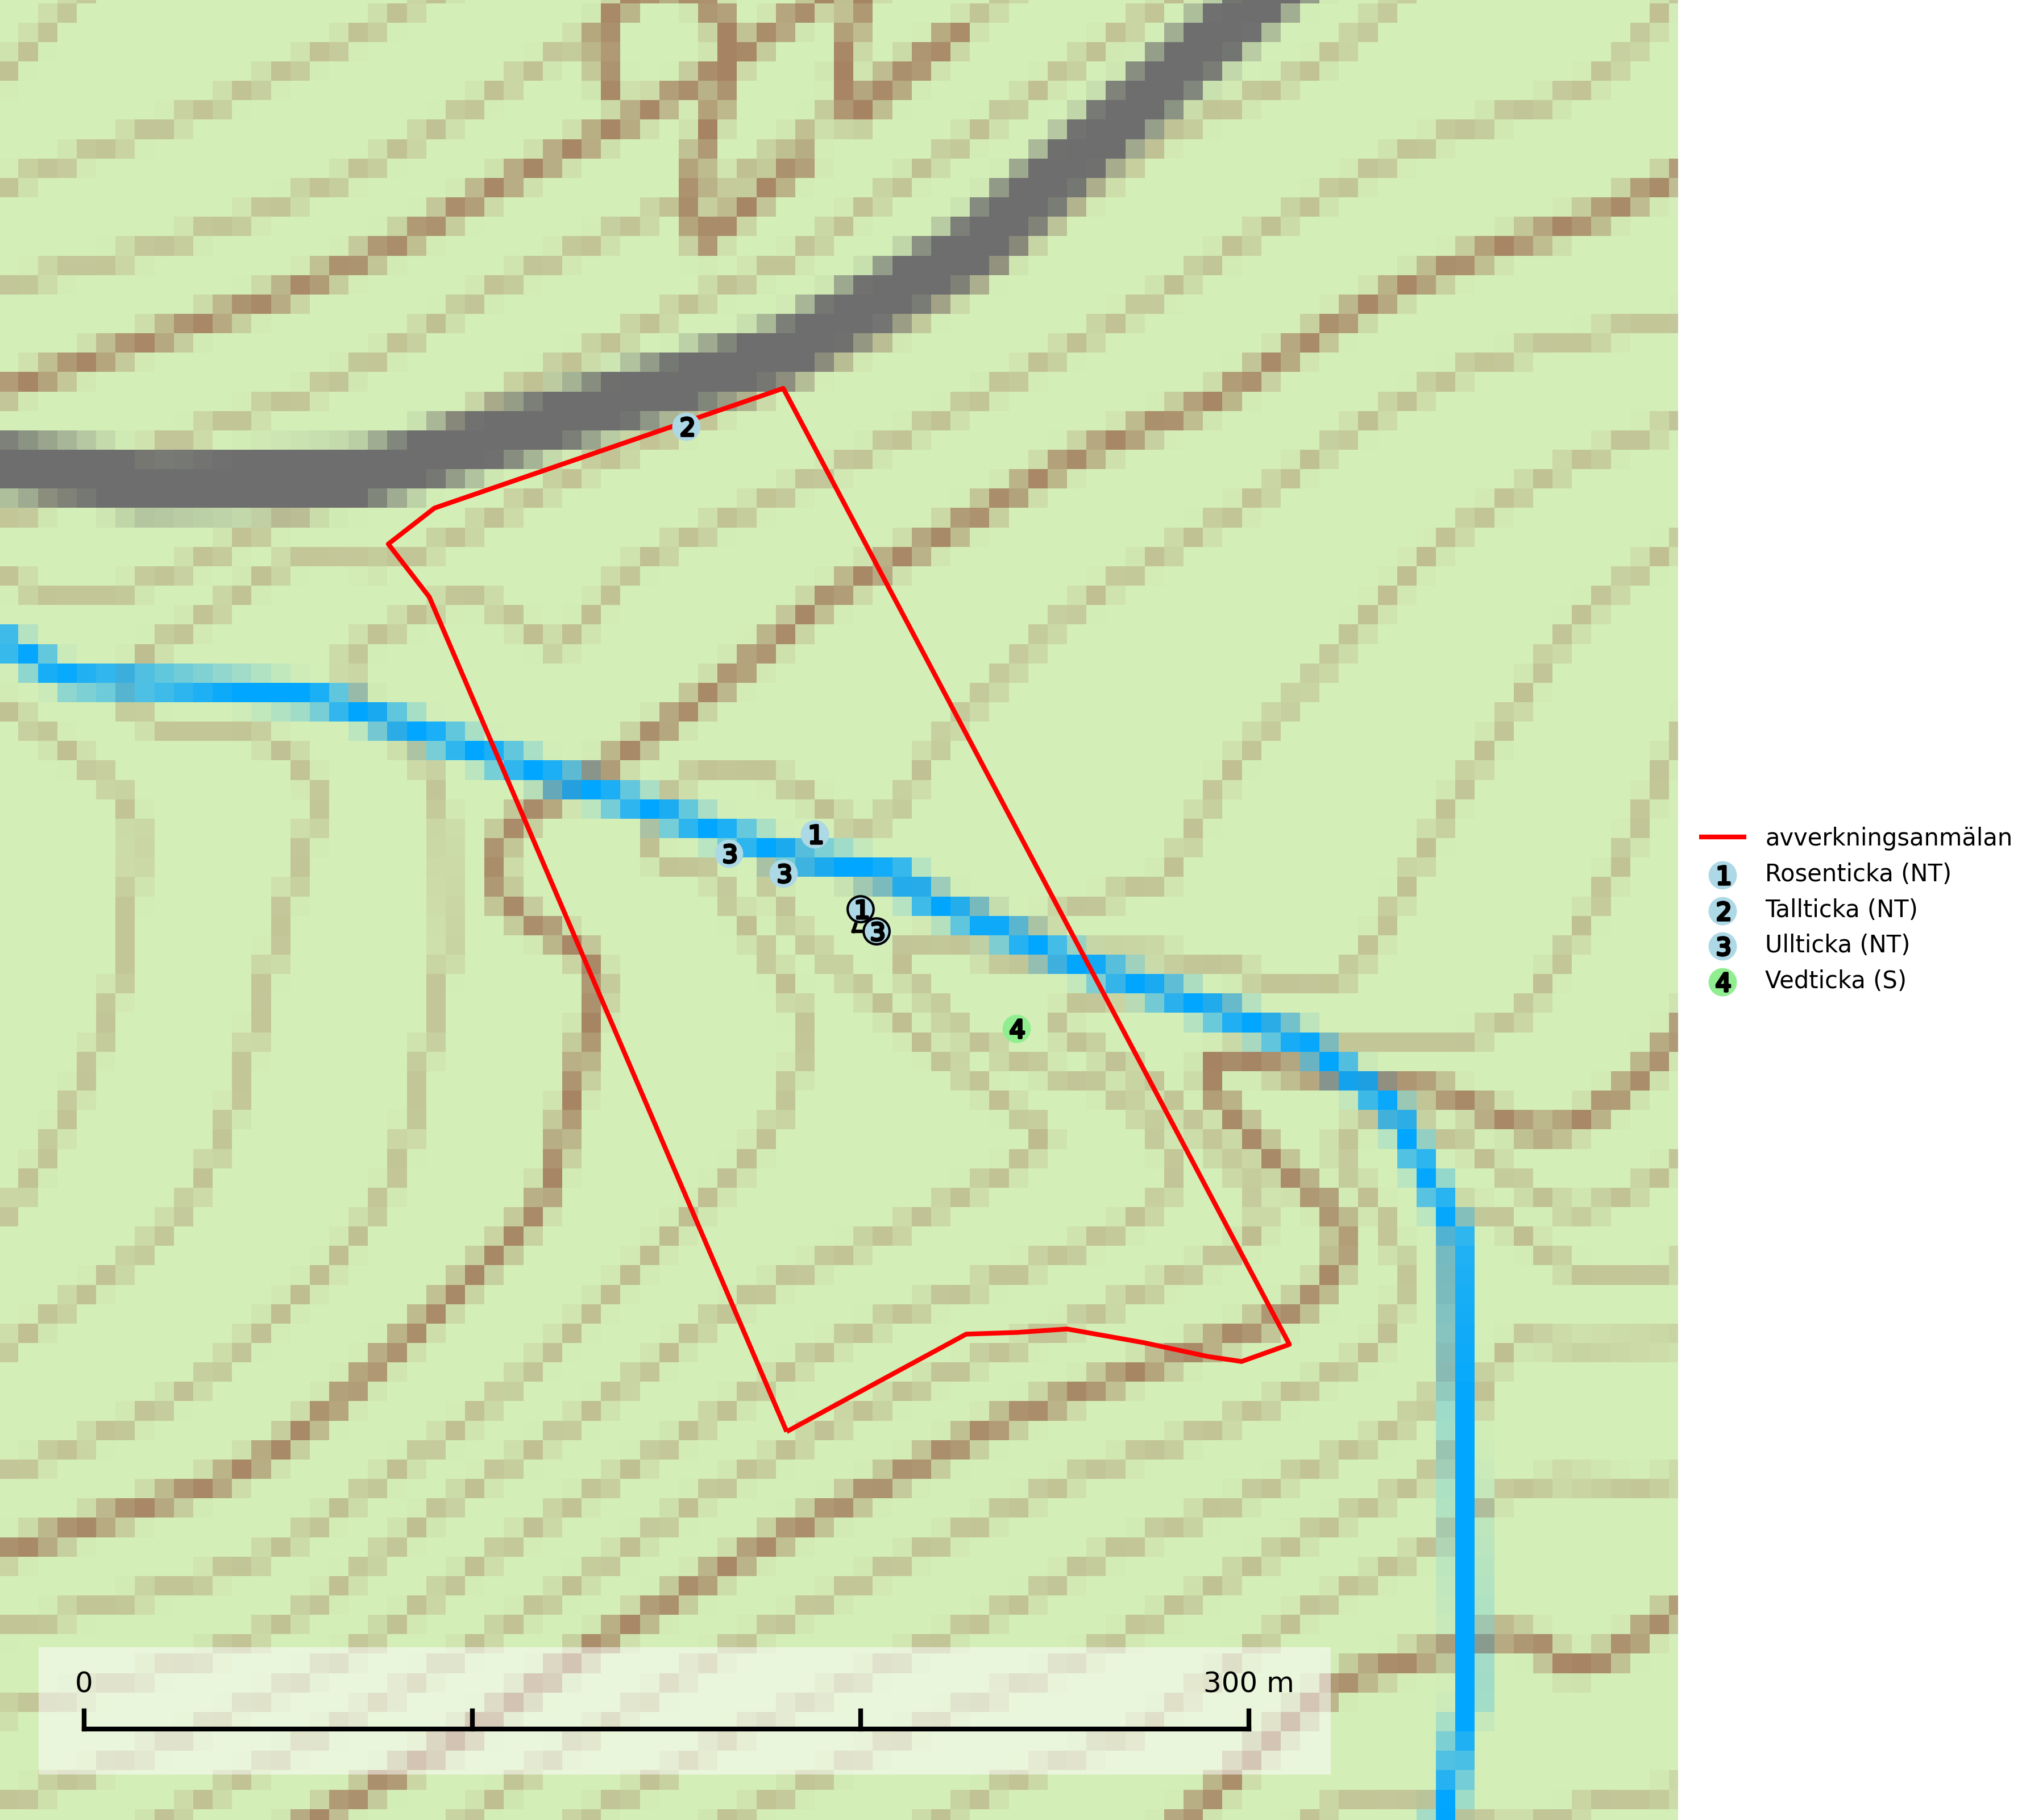 2
1
3
3
1
3
4
avverkningsanmälan
1 Rosenticka (NT)
2 Tallticka (NT)
3 Ullticka (NT)
4 Vedticka (S)
0 300 m